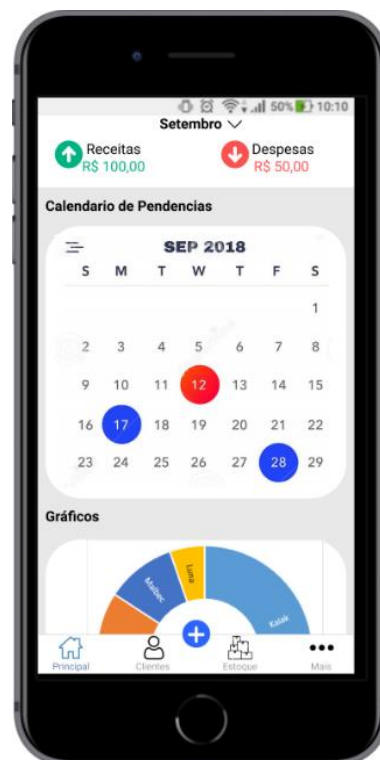 50% 10:10
Setembro
Receitas
R$ 100,00
Despesas
R$ 50,00
Calendario de Pendencias
SEP 2018
S M T W T F S
1
2 3 4 5 6 7 8
9 10 11 12 13 14 15
16 17 18 19 20 21 22
23 24 25 26 27 28 29
Gráficos
Malbec
Luna
Kaiak
Principal
Clientes
Estoque
Mais